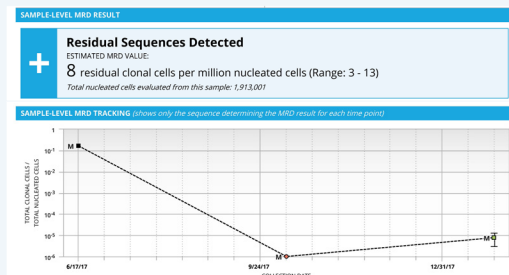 SAMPLE-LEVEL MRD RESULT
+
Residual Sequences Detected
ESTIMATED MRD VALUE:
8 residual clonal cells per million nucleated cells (Range: 3 - 13)
Total nucleated cells evaluated from this sample: 1,913,001
SAMPLE-LEVEL MRD TRACKING (shows only the sequence determining the MRD result for each time point)
TOTAL CLONAL CELLS /
TOTAL NUCLEATED CELLS
1
10-1
10-2
10-3
10-4
10-5
10-6
M
M
M
6/17/17
9/24/17
12/31/17
COLLECTION DATE